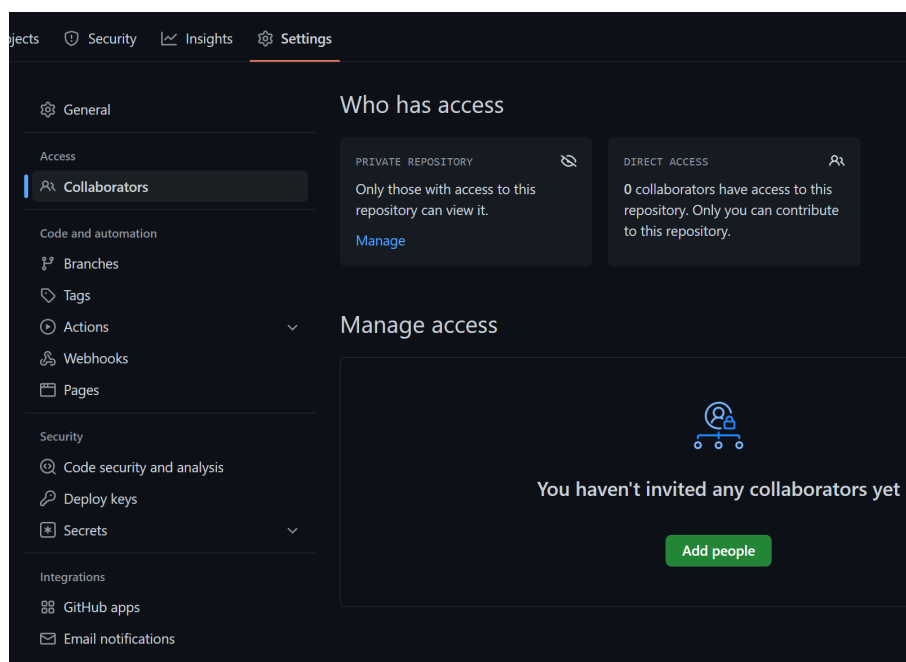 Security
Insights
Settings
General
Access
Collaborators
Code and automation
Branches
Tags
Actions
Webhooks
Pages
Security
Code security and analysis
Deploy keys
Secrets
Integrations
GitHub apps
Email notifications
Who has access
PRIVATE REPOSITORY
Only those with access to this
repository can view it.
Manage
DIRECT ACCESS
0 collaborators have access to this
repository. Only you can contribute
to this repository.
Manage access
You haven't invited any collaborators yet
Add people